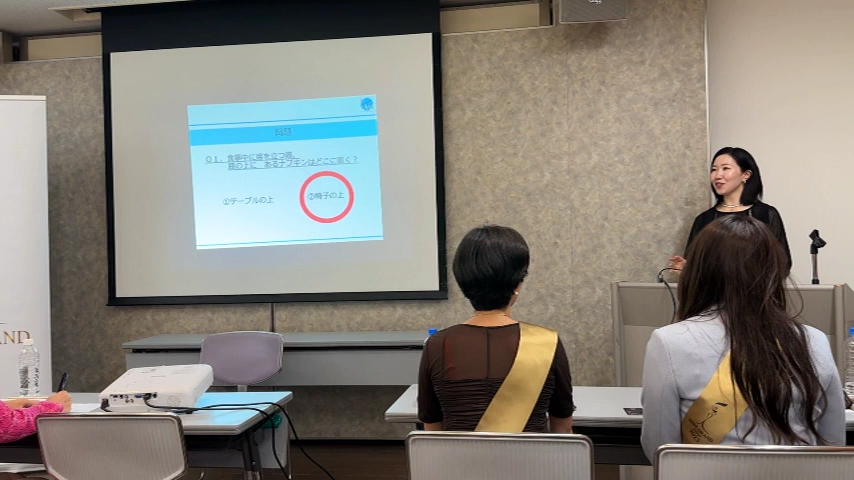 問題
Q1．食事中に席を立つ際、
膝の上に　あるナプキンはどこに置く？
①テーブルの上
②椅子の上
AND